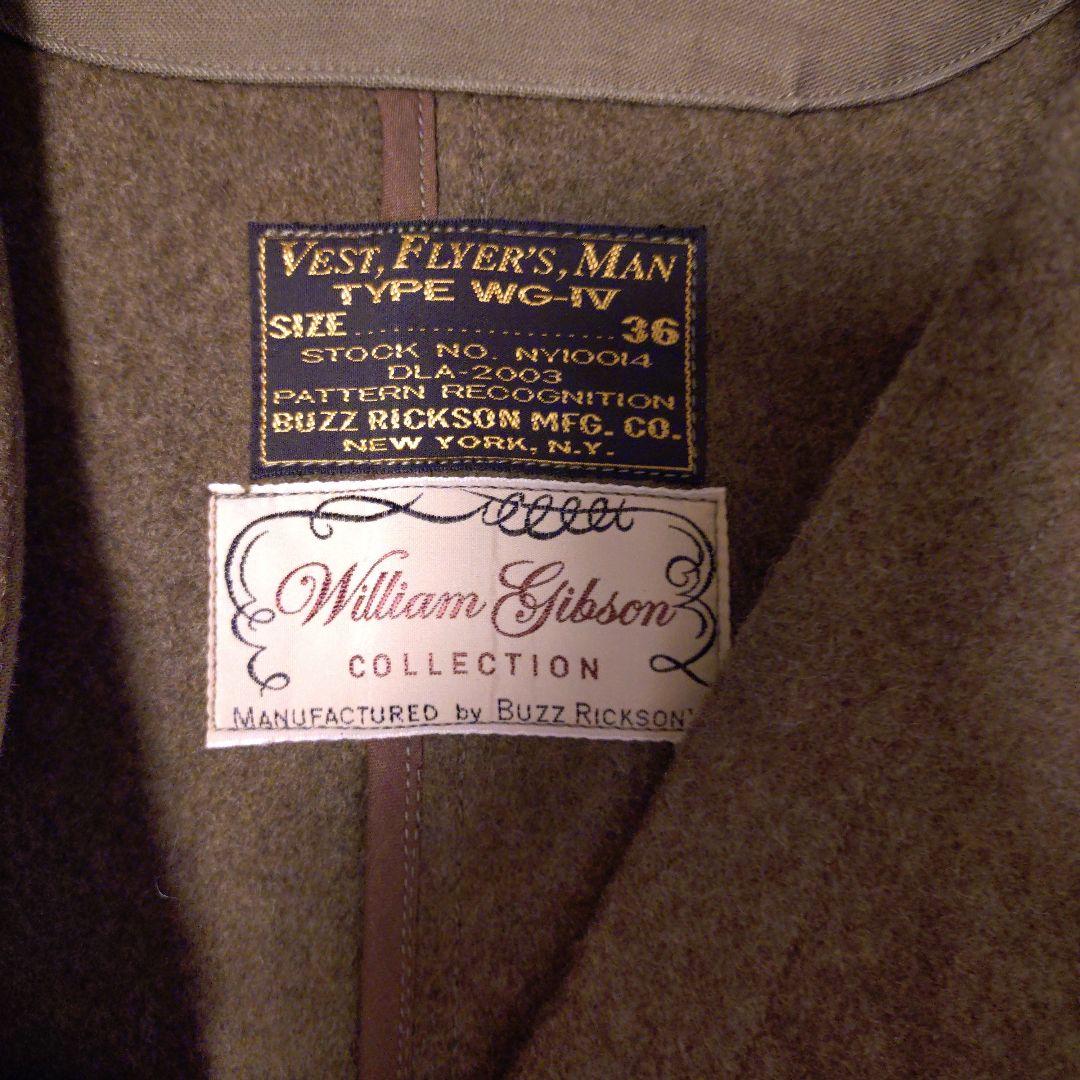 VEST, FLYER'S, MAN
TYPE WG-IV
SIZE.....................36
STOCK NO. NY10014
DLA-2003
PATTERN RECOGNITION
BUZZ RICKSON MFG. CO.
NEW YORK, N.Y.
William Gibson
COLLECTION
MANUFACTURED by BUZZ RICKSON'